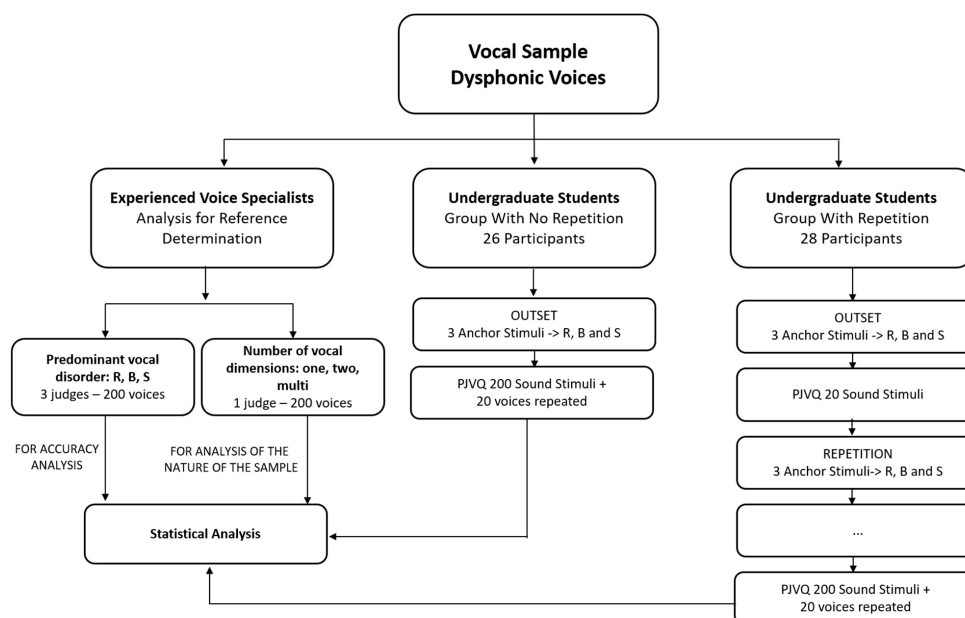 Vocal Sample
Dysphonic Voices
Experienced Voice Specialists
Analysis for Reference
Determination
Undergraduate Students
Group With No Repetition
26 Participants
Undergraduate Students
Group With Repetition
28 Participants
Predominant vocal
disorder: R, B, S
3 judges – 200 voices
Number of vocal
dimensions: one, two,
multi
1 judge – 200 voices
OUTSET
3 Anchor Stimuli -> R, B and S
PJVQ 200 Sound Stimuli +
20 voices repeated
OUTSET
3 Anchor Stimuli -> R, B and S
PJVQ 20 Sound Stimuli
REPETITION
3 Anchor Stimuli-> R, B and S
...
PJVQ 200 Sound Stimuli +
20 voices repeated
FOR ACCURACY
ANALYSIS
FOR ANALYSIS OF THE
NATURE OF THE SAMPLE
Statistical Analysis